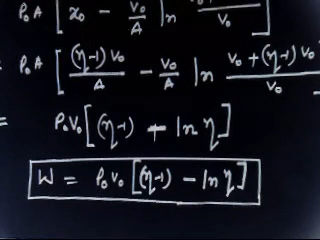 P₀A [ x₀ - V₀/A ln /V₀ ]
P₀A [ (η-1)V₀/A - V₀/A ln V₀+(η-1)V₀/V₀
= P₀V₀[(η-1) + ln η]
W = P₀V₀[(η-1) - ln η]